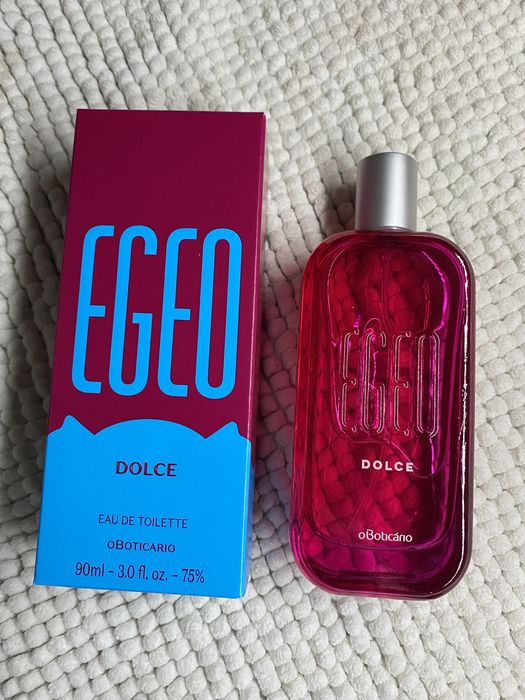 EGEO
DOLCE
EAU DE TOILETTE
oBoticário
90ml - 3.0 fl. oz. - 75%
EGEO
DOLCE
oBoticário